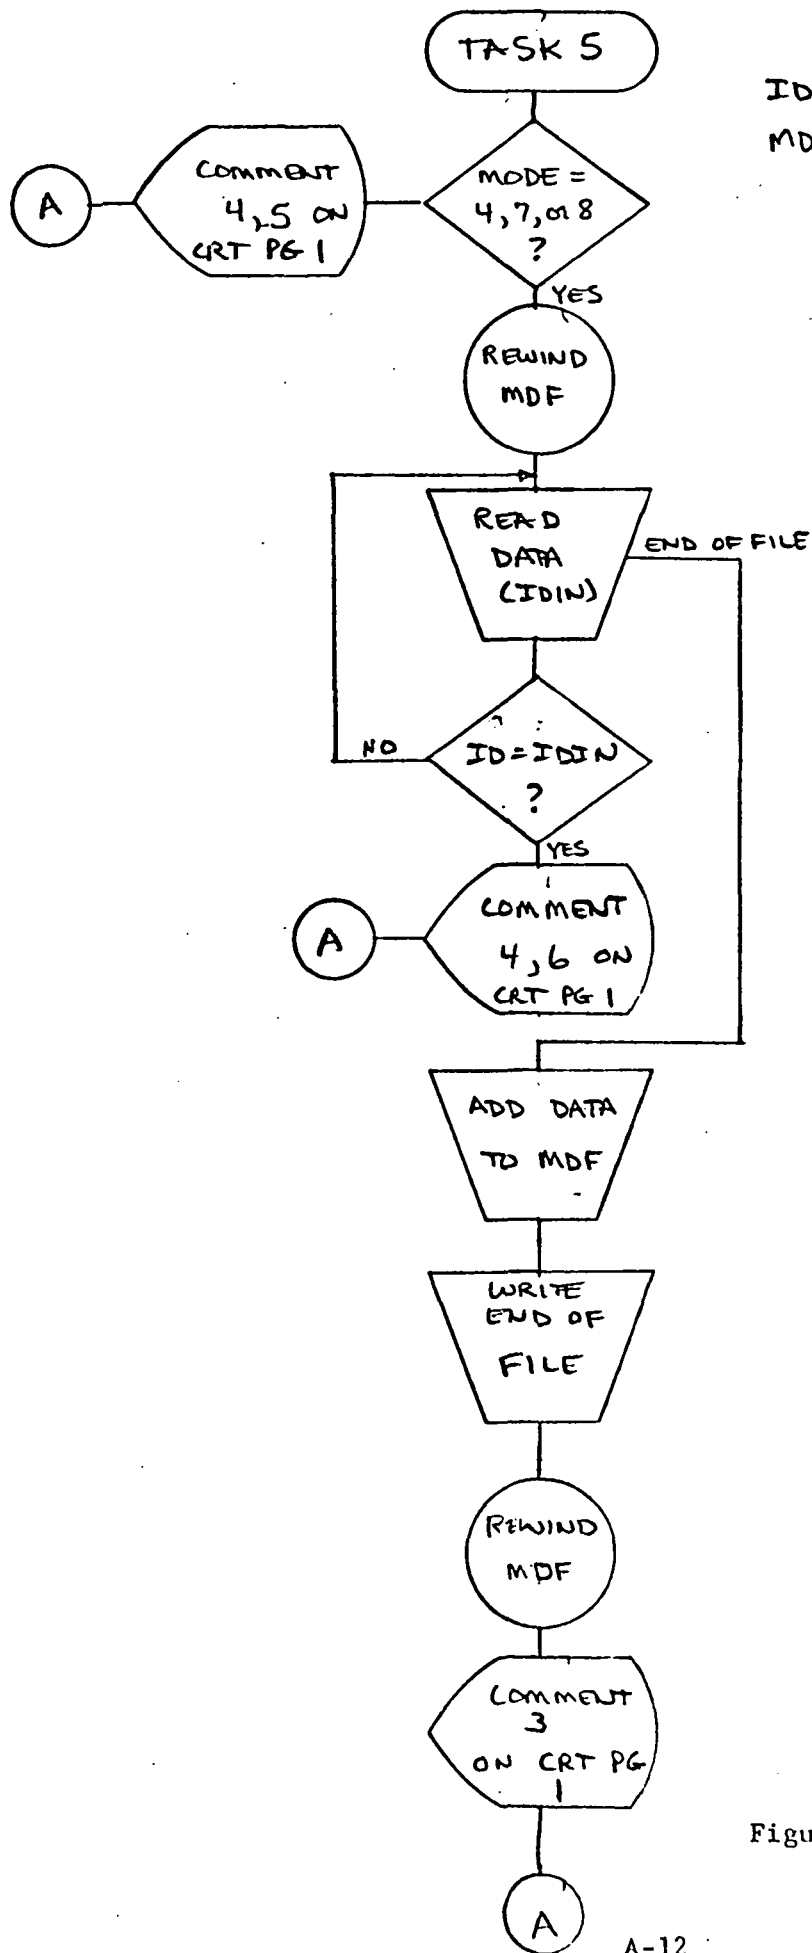 TASK 5
ID
MD
A
COMMENT
4,5 ON
CRT PG 1
MODE =
4,7, or 8
?
YES
REWIND
MDF
READ
DATA
(IDIN)
END OF FILE
NO
ID=IDIN
?
YES
A
COMMENT
4,6 ON
CRT PG 1
ADD DATA
TO MDF
WRITE
END OF
FILE
REWIND
MDF
COMMENT
3
ON CRT PG
1
Figu
A
A-12